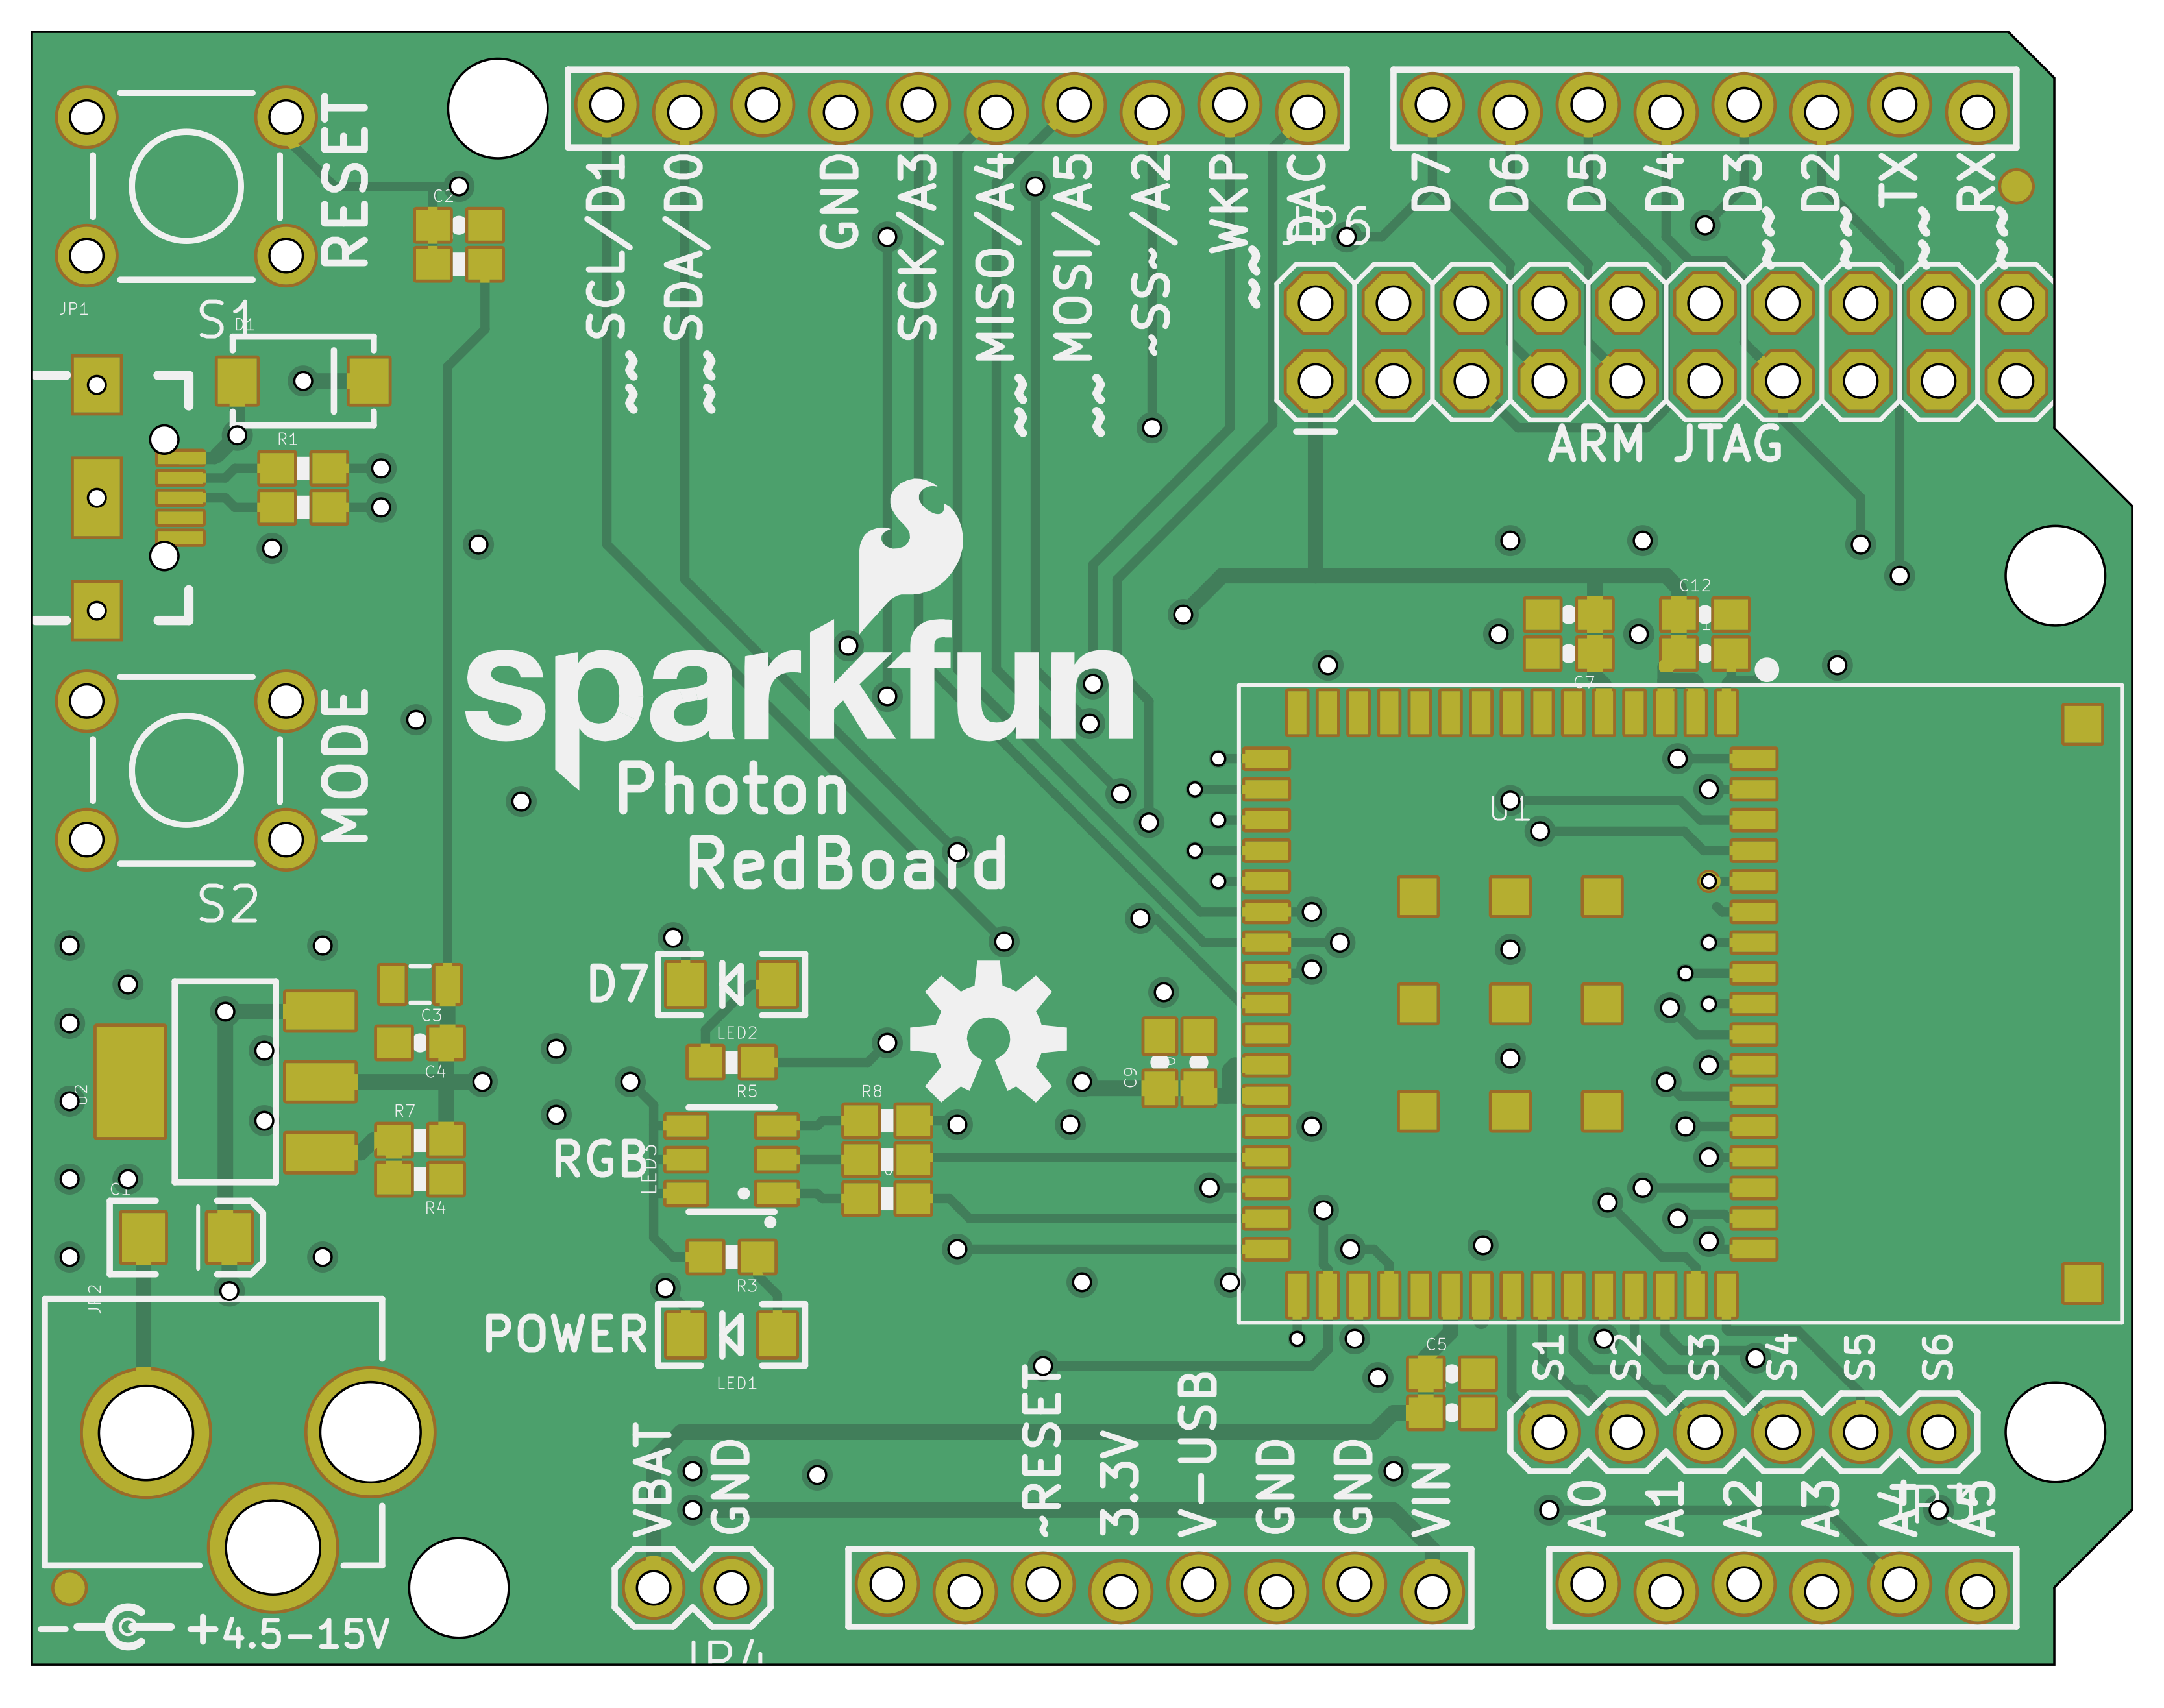 RESET
C2
SCL/D1
SDA/D0
GND
SCK/A3
MISO/A4
MOSI/A5
~SS~/A2
WKP
DAC
D7
D6
D5
D4
D3
D2
TX
RX
JP1
S1
D1
R1
ARM JTAG
C12
C7
MODE
sparkfun
Photon
RedBoard
U1
S2
D7
LED2
C3
C4
C9
R5
R8
R7
RGB
LED3
R4
C1
R3
JP2
POWER
LED1
C5
S1
S2
S3
S4
S5
S6
VBAT
GND
~RESET
3.3V
V-USB
GND
GND
VIN
A0
A1
A2
A3
A4
A5
- + 4.5-15V
JP4